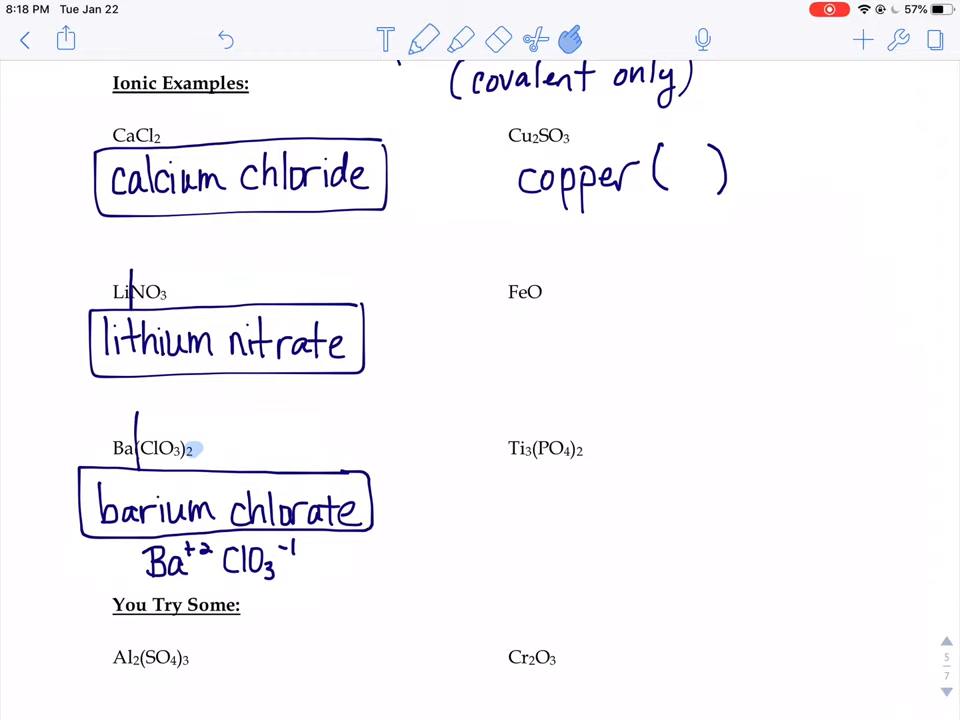 8:18 PM Tue Jan 22 57%
T
(covalent only)
Ionic Examples:
CaCl2
calcium chloride
Cu2SO3
copper ( )
LiNO3
lithium nitrate
FeO
Ba(ClO3)2
barium chlorate
Ba+2 ClO3-1
Ti3(PO4)2
You Try Some:
Al2(SO4)3
Cr2O3
5
7